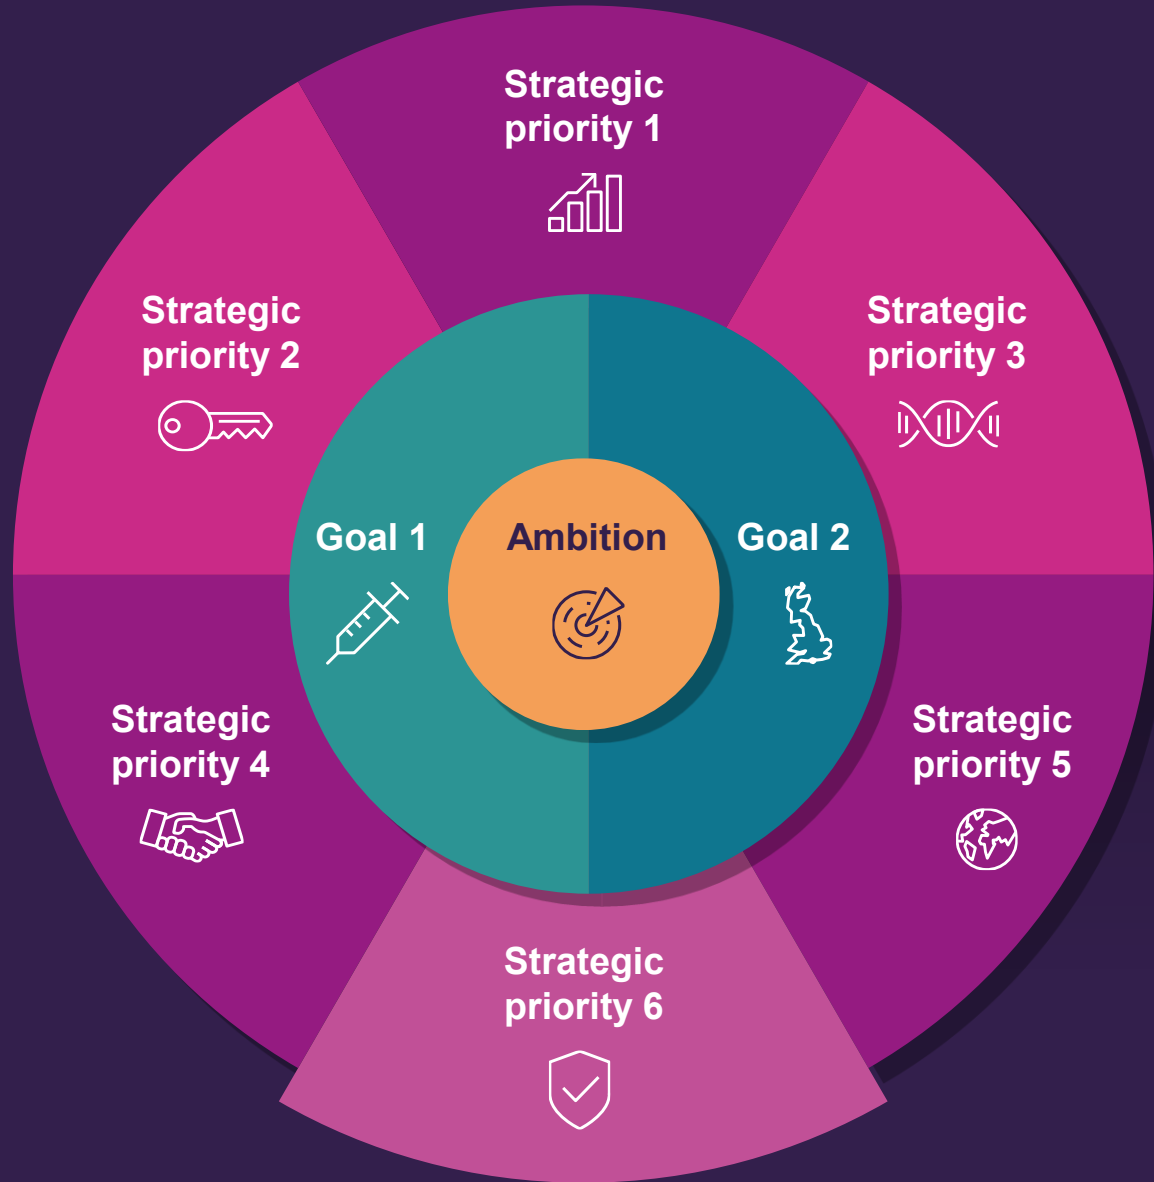 Strategic
priority 1
Strategic
priority 2
Strategic
priority 3
Goal 1
Ambition
Goal 2
Strategic
priority 4
Strategic
priority 5
Strategic
priority 6